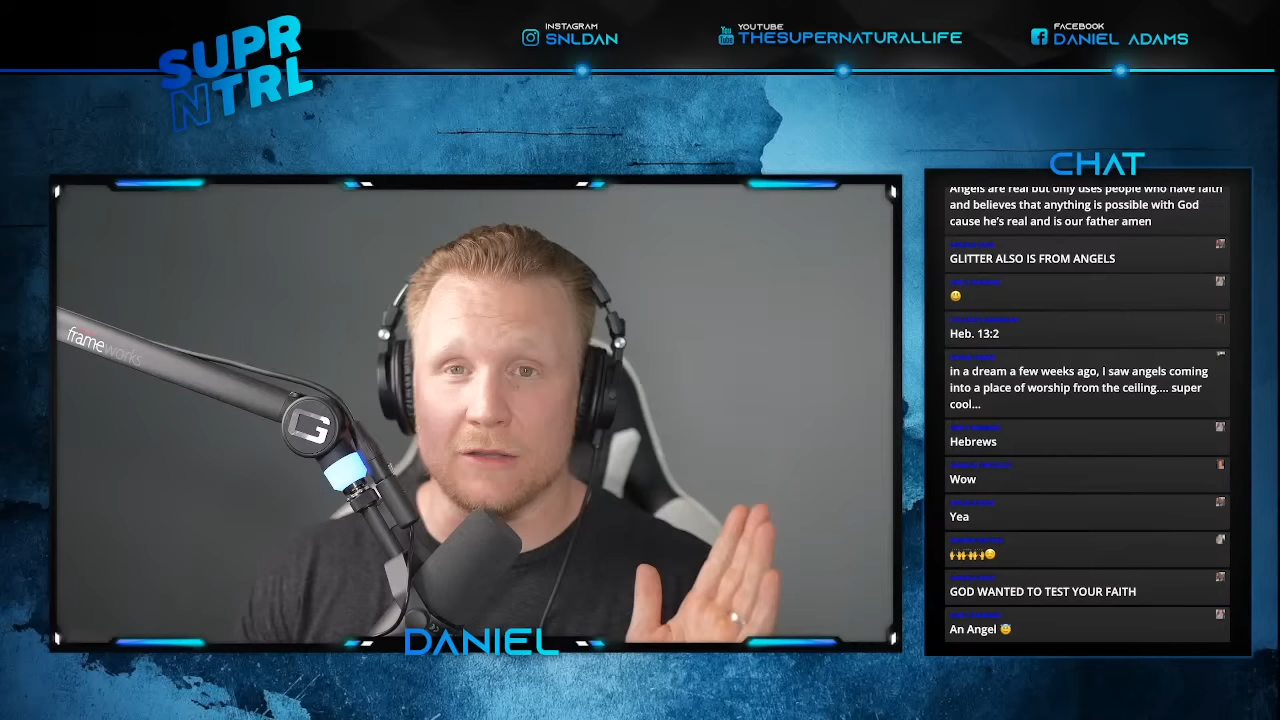 SUPR
NTRL
INSTAGRAM
SNLDAN
YOUTUBE
THESUPERNATURALLIFE
FACEBOOK
DANIEL ADAMS
frameworks
G
DANIEL
CHAT
Angels are real but only uses people who have faith
and believes that anything is possible with God
cause he's real and is our father amen
GLITTER ALSO IS FROM ANGELS
😃
Heb. 13:2
in a dream a few weeks ago, I saw angels coming
into a place of worship from the ceiling.... super
cool...
Hebrews
Wow
Yea
GOD WANTED TO TEST YOUR FAITH
An Angel 😇